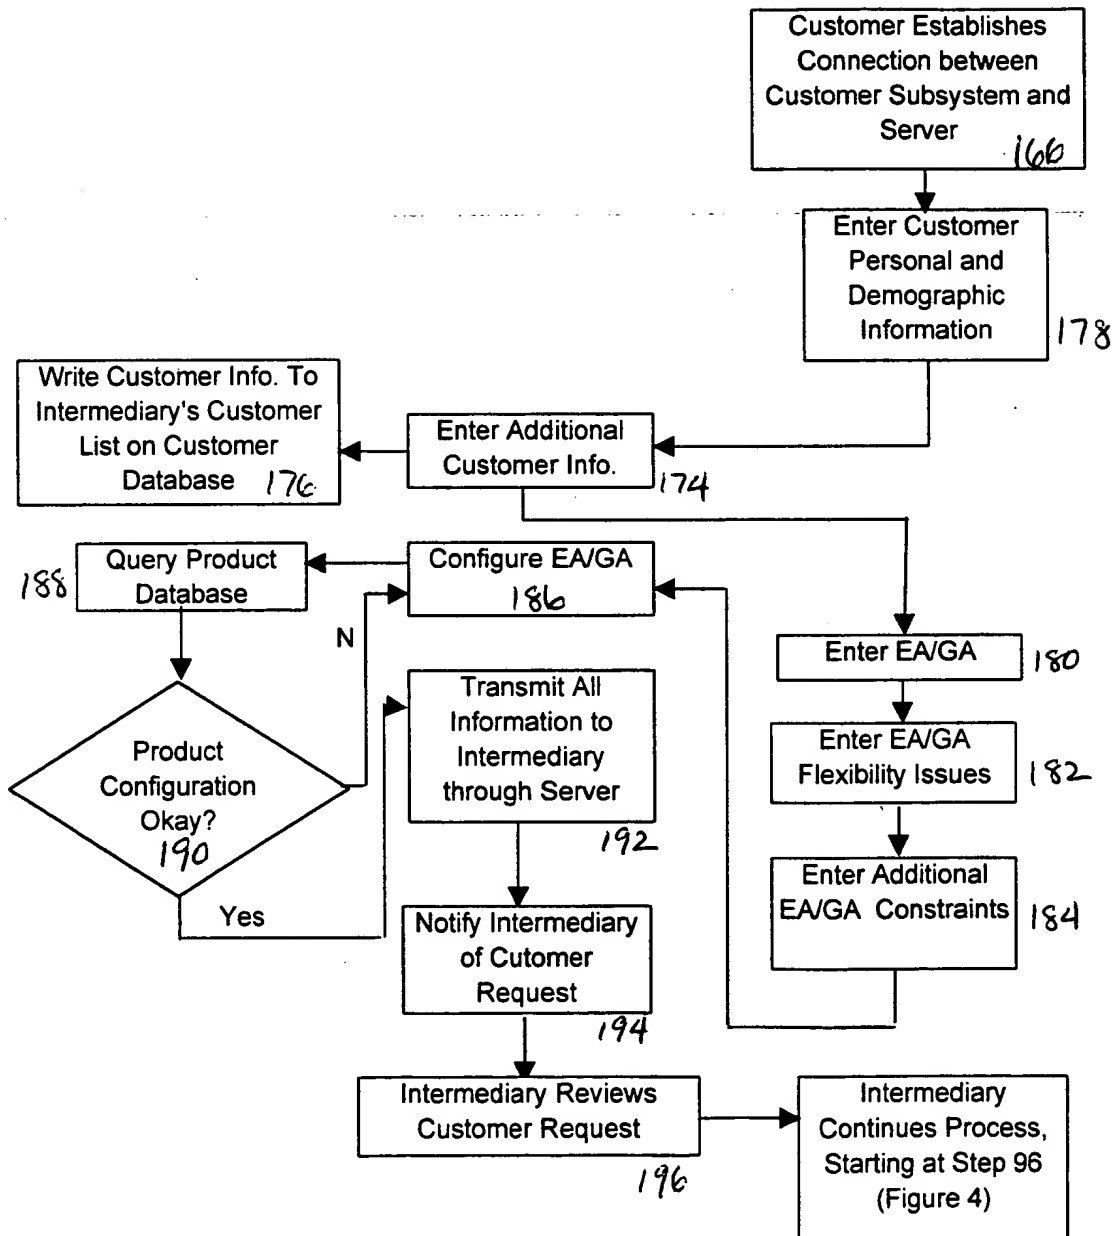 Customer Establishes
Connection between
Customer Subsystem and
Server
166
Enter Customer
Personal and
Demographic
Information
178
Write Customer Info. To
Intermediary's Customer
List on Customer
Database 176
Enter Additional
Customer Info.
174
Query Product
Database
188
Configure EA/GA
186
N
Enter EA/GA
180
Transmit All
Information to
Intermediary
through Server
192
Product
Configuration
Okay?
190
Enter EA/GA
Flexibility Issues
182
Enter Additional
EA/GA Constraints
184
Yes
Notify Intermediary
of Cutomer
Request
194
Intermediary Reviews
Customer Request
196
Intermediary
Continues Process,
Starting at Step 96
(Figure 4)